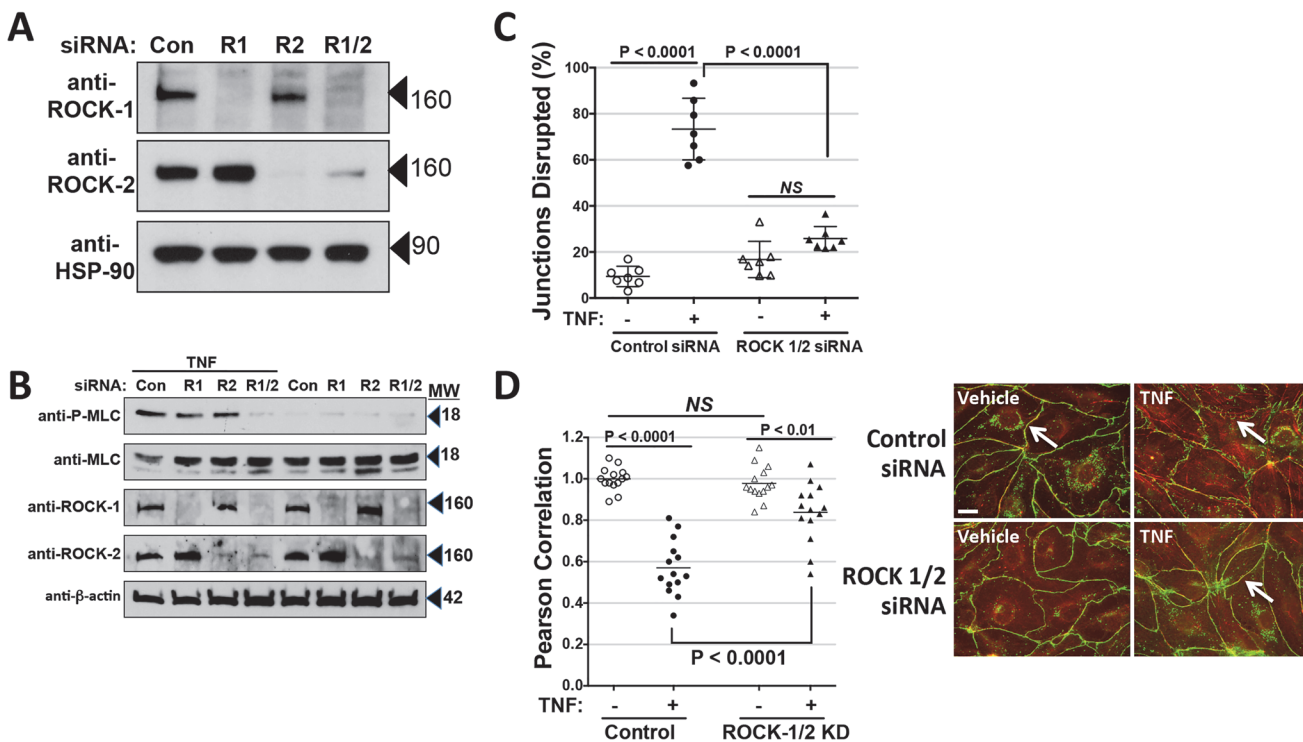 A
siRNA: Con R1 R2 R1/2
anti-
ROCK-1
160
anti-
ROCK-2
160
anti-
HSP-90
90
B
TNF
siRNA: Con R1 R2 R1/2 Con R1 R2 R1/2 MW
anti-P-MLC 18
anti-MLC 18
anti-ROCK-1 160
anti-ROCK-2 160
anti-β-actin 42
C
P < 0.0001
P < 0.0001
Junctions Disrupted (%)
100
80
60
40
20
0
NS
TNF: - + - +
Control siRNA ROCK 1/2 siRNA
D
NS
P < 0.0001 P < 0.01
Pearson Correlation
1.2
1.0
0.8
0.6
0.4
0.2
0.0
P < 0.0001
TNF: - + - +
Control ROCK-1/2 KD
Vehicle TNF
Control
siRNA
Vehicle TNF
ROCK 1/2
siRNA